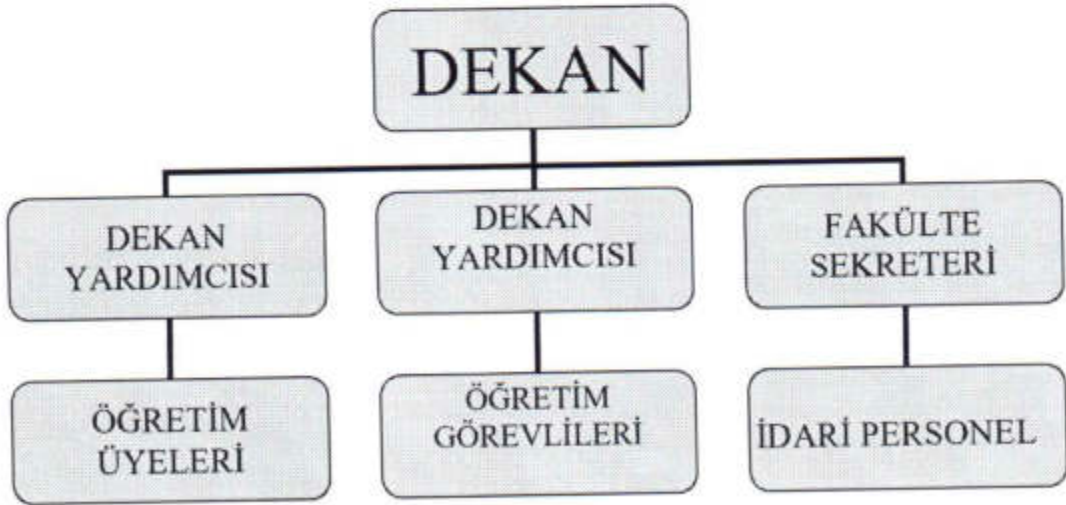 DEKAN
DEKAN
YARDIMCISI
DEKAN
YARDIMCISI
FAKÜLTE
SEKRETERİ
ÖĞRETİM
ÜYELERİ
ÖĞRETİM
GÖREVLİLERİ
İDARİ PERSONEL